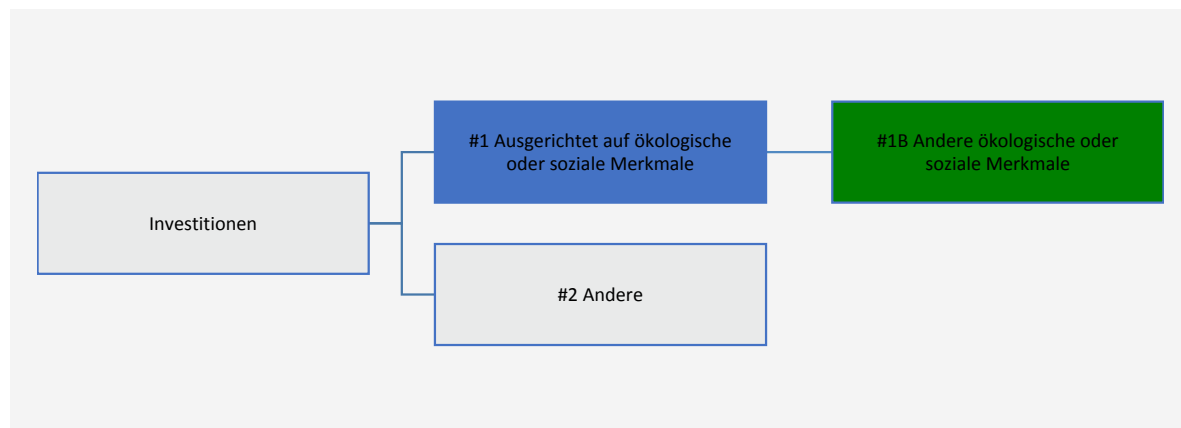 Investitionen
#1 Ausgerichtet auf ökologische
oder soziale Merkmale
#1B Andere ökologische oder
soziale Merkmale
#2 Andere